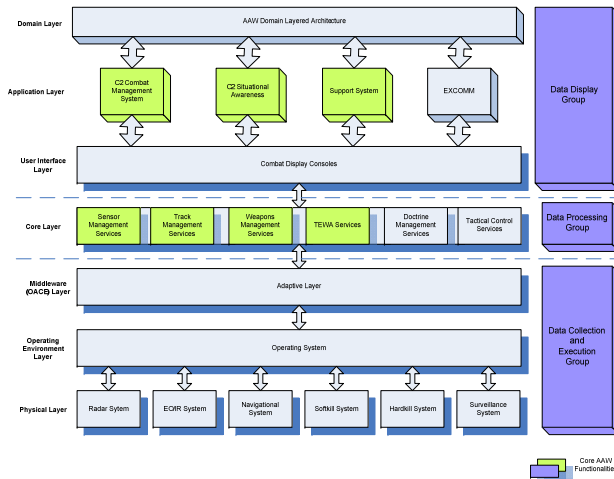 Domain Layer
AAW Domain Layered Architecture
Data Display
Group
Application Layer
C2 Combat
Management
System
C2 Situational
Awareness
Support System
EXCOMM
User Interface
Layer
Combat Display Consoles
Core Layer
Sensor
Management
Services
Track
Management
Services
Weapons
Management
Services
TEWA Services
Doctrine
Management
Services
Tactical Control
Services
Data Processing
Group
Middleware
(OACE) Layer
Adaptive Layer
Data Collection
and
Execution
Group
Operating
Environment
Layer
Operating System
Physical Layer
Radar Sytem
EO/IR System
Navigational
System
Softkill System
Hardkill System
Surveillance
System
Core AAW
Functionalitie